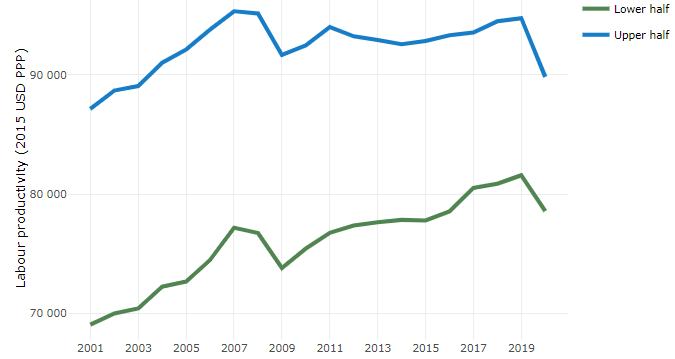 Lower half
Upper half
Labour productivity (2015 USD PPP)
90 000
80 000
70 000
2001 2003 2005 2007 2009 2011 2013 2015 2017 2019